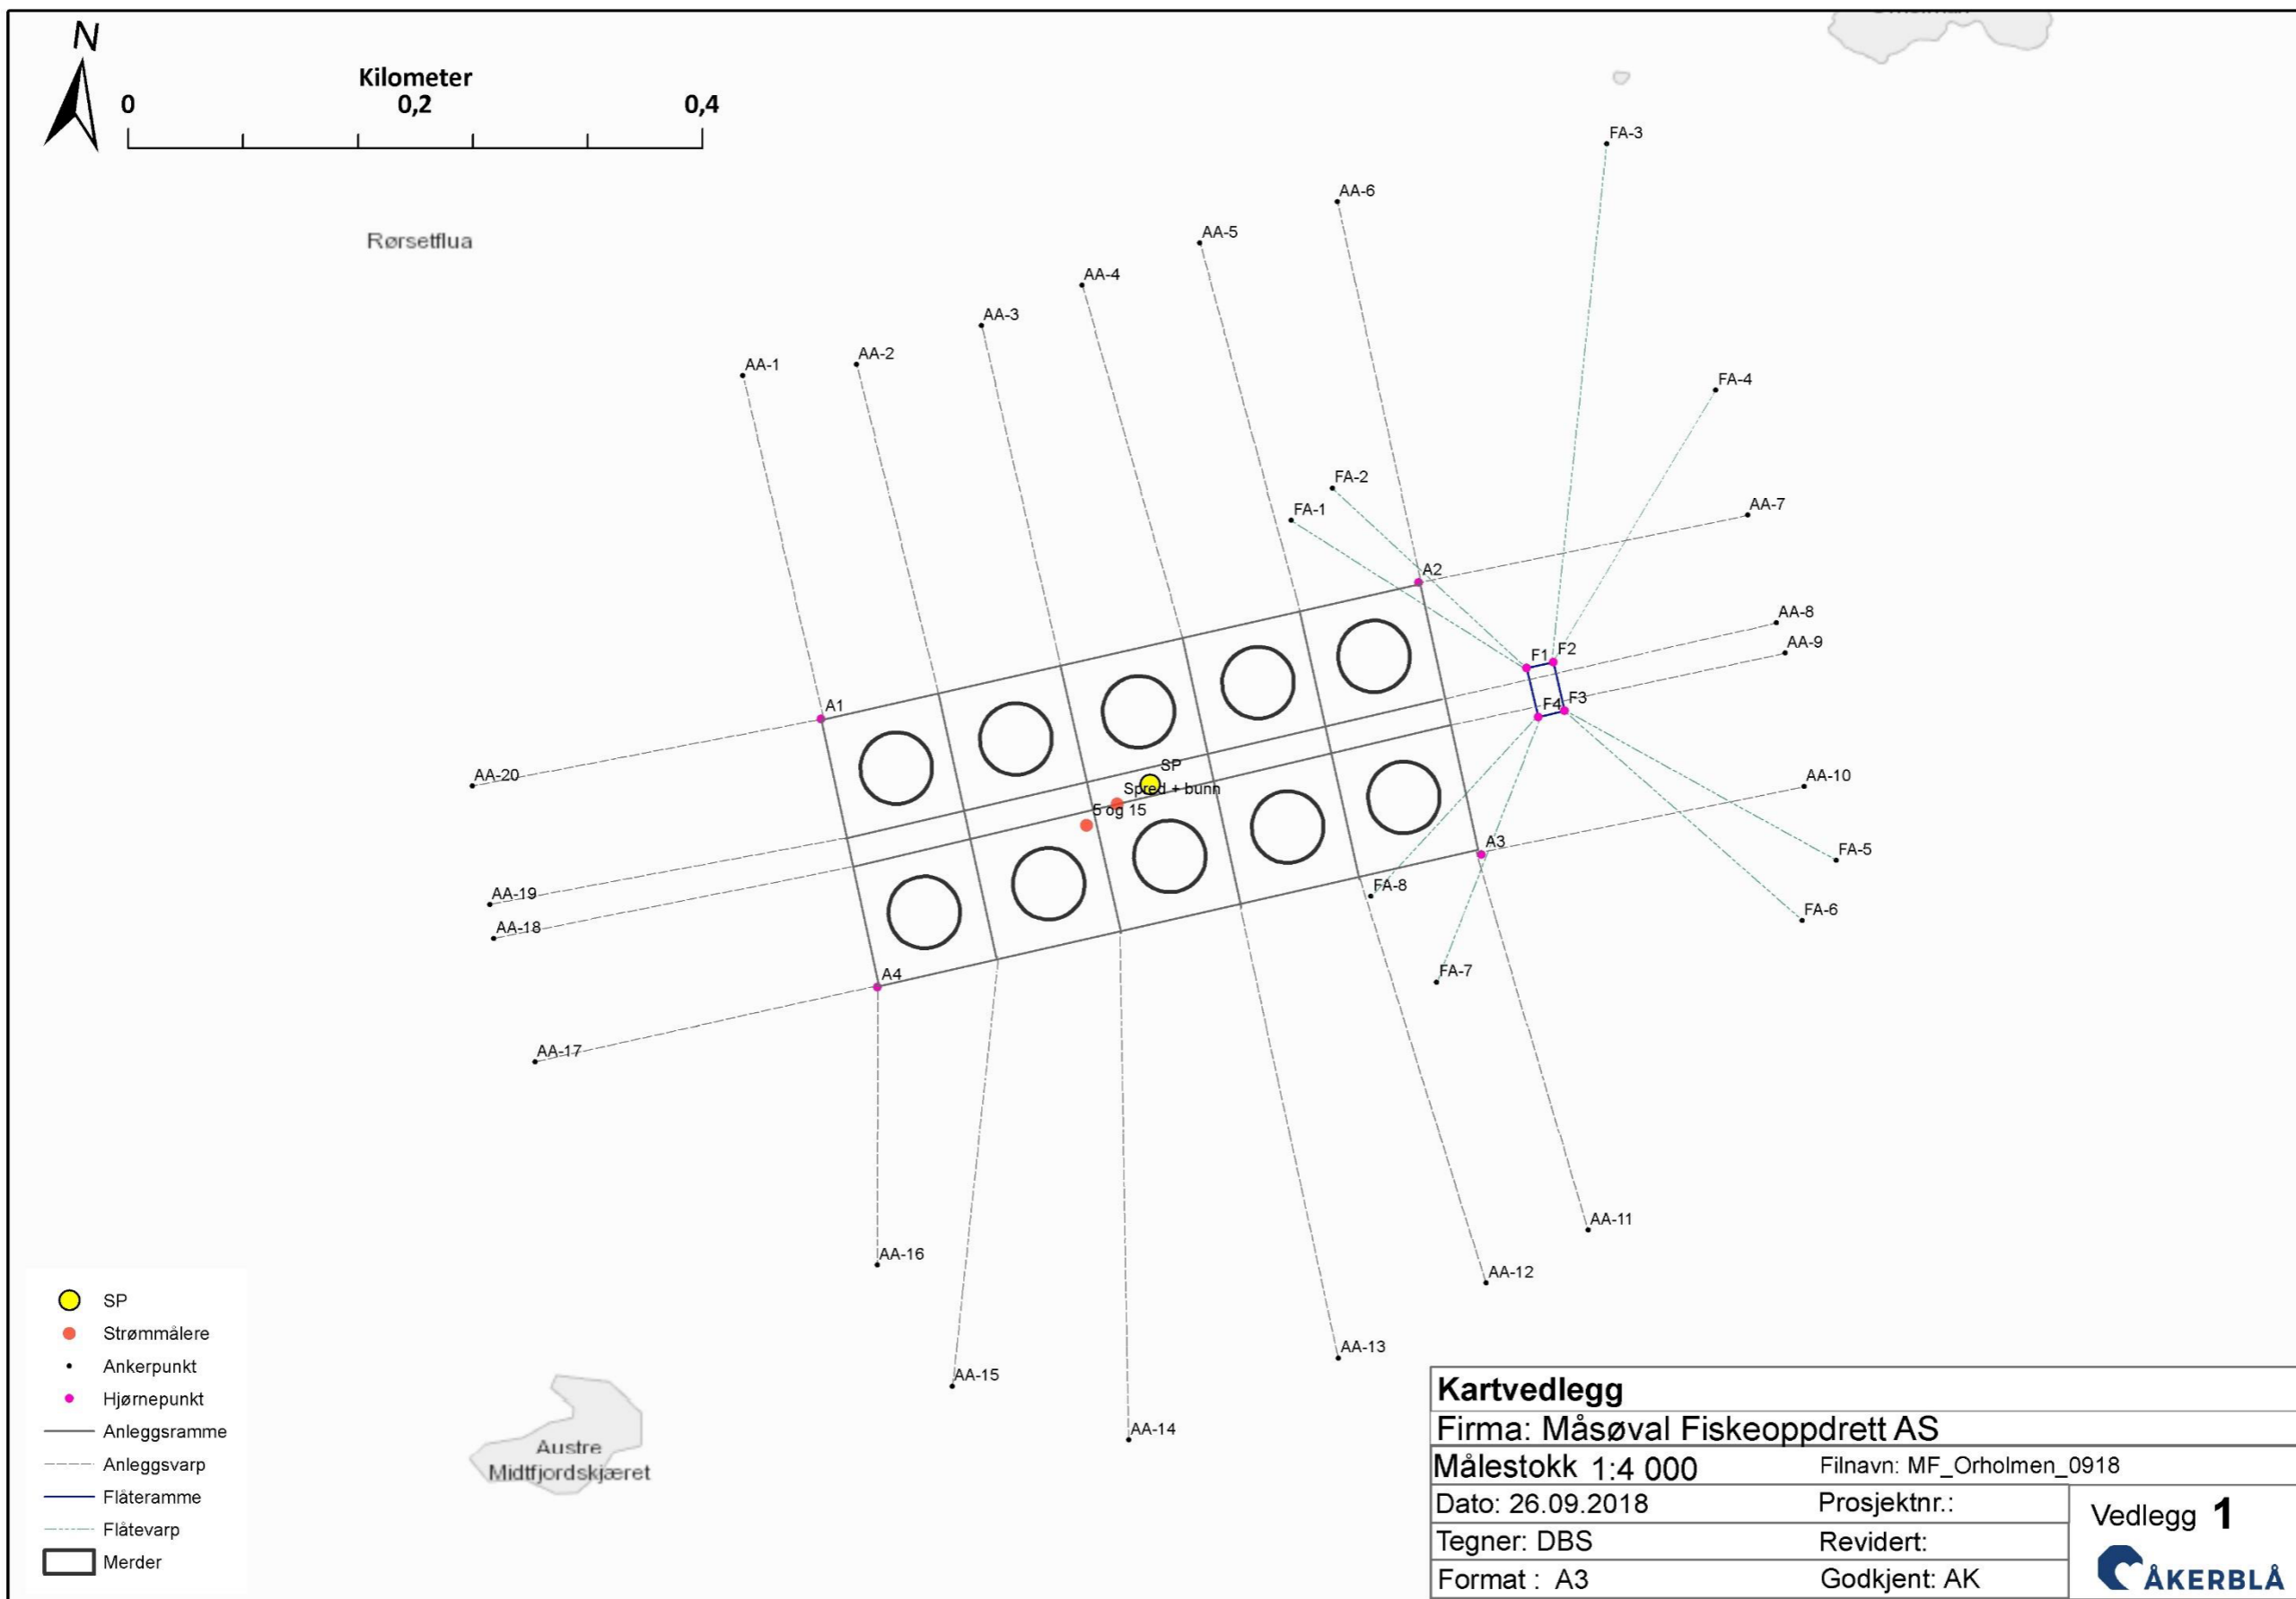 N
Kilometer
0 0,2 0,4
Rørsetflua
FA-3
AA-6
AA-5
AA-4
AA-3
AA-2
AA-1
FA-4
FA-2
FA-1
AA-7
A2
AA-8
AA-9
F1 F2
F4 F3
A1
SP
Spred + bunn
5 og 15
AA-20
AA-10
A3
FA-5
FA-8
AA-19
FA-6
AA-18
A4
FA-7
AA-17
AA-11
AA-16
AA-12
AA-13
AA-15
AA-14
Austre
Midtfjordskjæret
SP
Strømmålere
Ankerpunkt
Hjørnepunkt
Anleggsramme
Anleggsvarp
Flåteramme
Flåtevarp
Merder
Kartvedlegg
Firma: Måsøval Fiskeoppdrett AS
Målestokk 1:4 000 Filnavn: MF_Orholmen_0918
Dato: 26.09.2018 Prosjektnr.:
Tegner: DBS Revidert:
Format : A3 Godkjent: AK
Vedlegg 1
ÅKERBLÅ